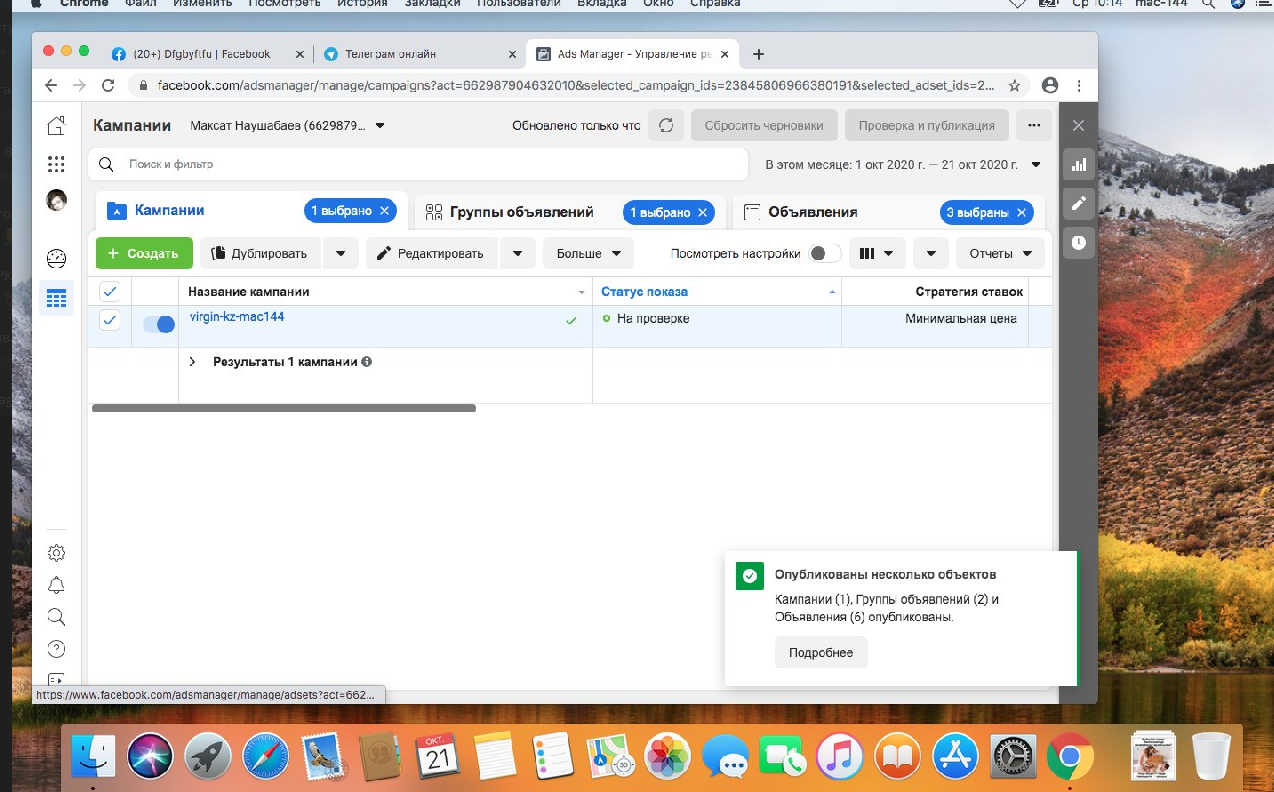 Chrome Файл Изменить Посмотреть История Закладки Пользователи Вкладка Окно Справка Ср 10:14 mac-144
(20+) Dfgbyftfu | Facebook Телеграм онлайн Ads Manager - Управление ре
facebook.com/adsmanager/manage/campaigns?act=662987904632010&selected_campaign_ids=23845806966380191&selected_adset_ids=2...
Кампании Максат Наушабаев (6629879... Обновлено только что Сбросить черновики Проверка и публикация
Поиск и фильтр В этом месяце: 1 окт 2020 г. – 21 окт 2020 г.
Кампании 1 выбрано Группы объявлений 1 выбрано Объявления 3 выбраны
+ Создать Дублировать Редактировать Больше Посмотреть настройки Отчеты
Название кампании Статус показа Стратегия ставок
virgin-kz-mac144 На проверке Минимальная цена
Результаты 1 кампании
Опубликованы несколько объектов
Кампании (1), Группы объявлений (2) и
Объявления (6) опубликованы.
Подробнее
https://www.facebook.com/adsmanager/manage/adsets?act=662...
ОКТ.
21